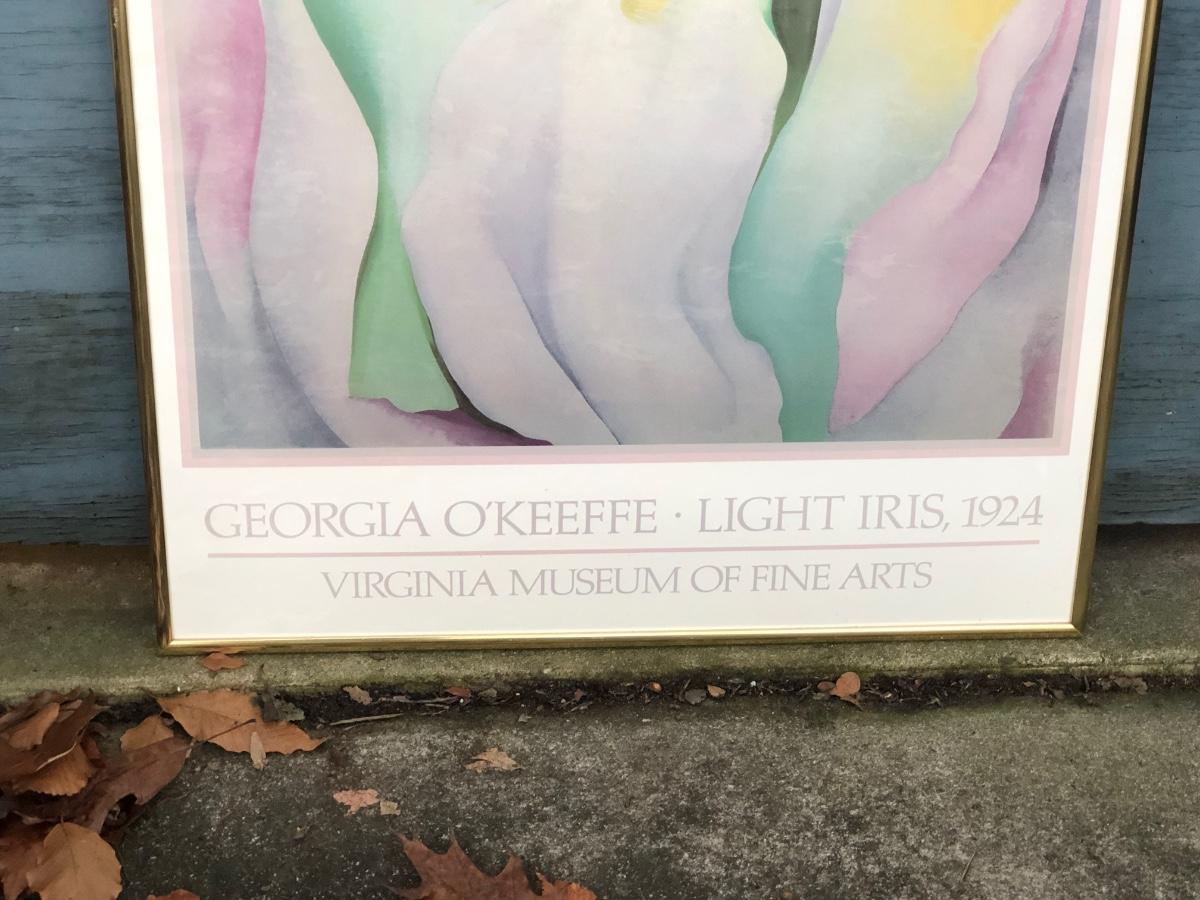 GEORGIA O'KEEFFE · LIGHT IRIS, 1924
VIRGINIA MUSEUM OF FINE ARTS